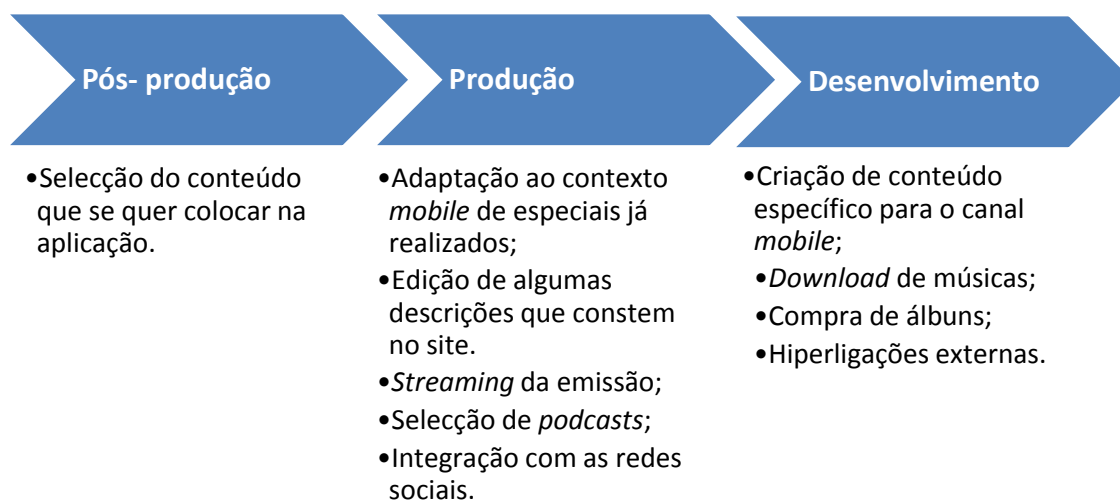 Pós- produção
•Selecção do conteúdo
que se quer colocar na
aplicação.
Produção
•Adaptação ao contexto
mobile de especiais já
realizados;
•Edição de algumas
descrições que constem
no site.
•Streaming da emissão;
•Selecção de podcasts;
•Integração com as redes
sociais.
Desenvolvimento
•Criação de conteúdo
específico para o canal
mobile;
•Download de músicas;
•Compra de álbuns;
•Hiperligações externas.